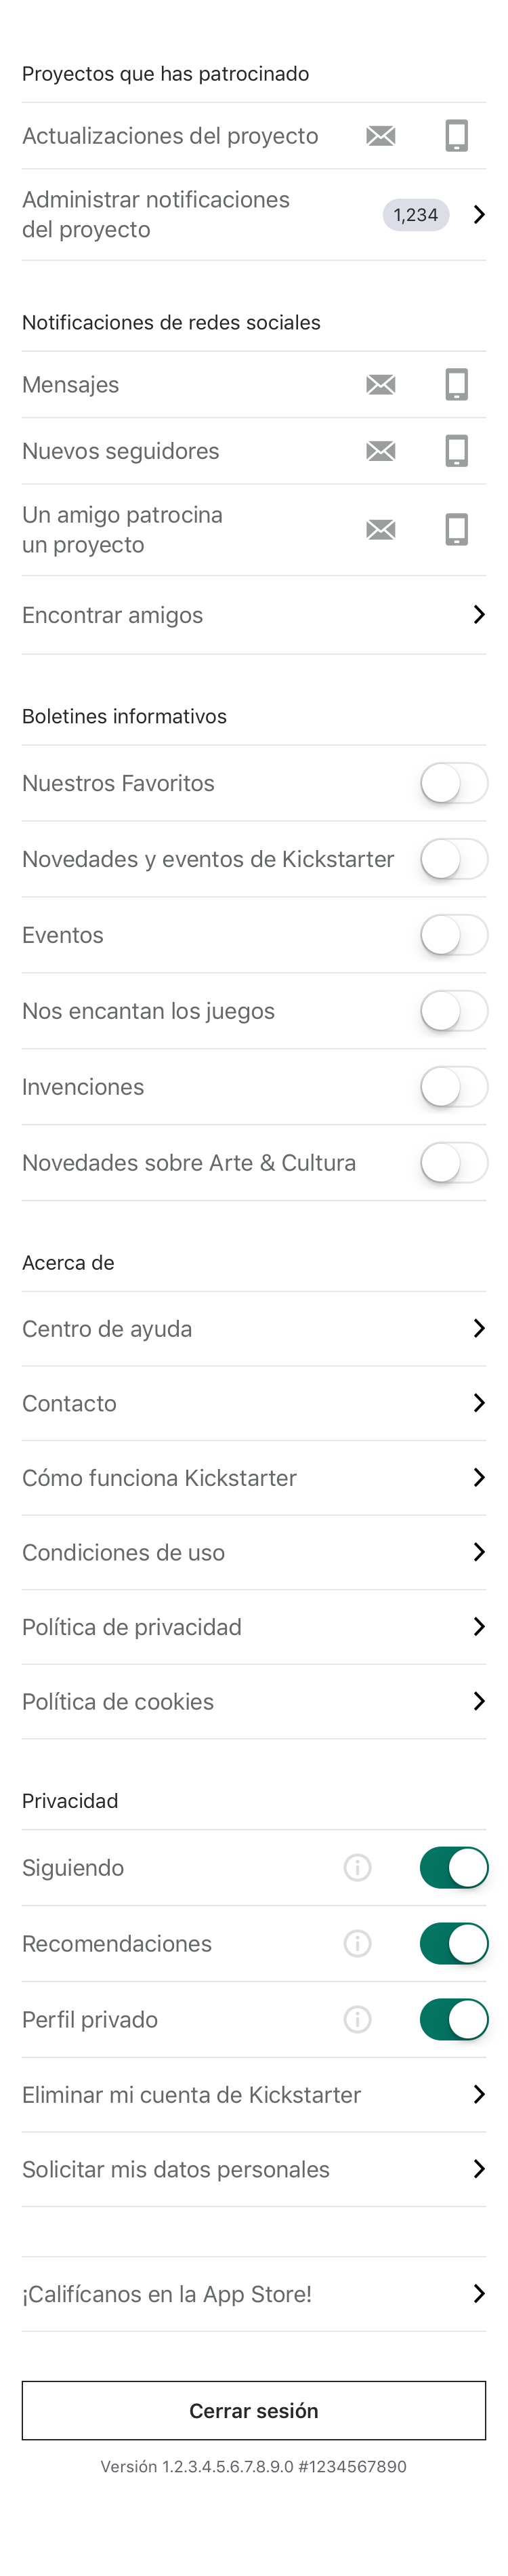 Proyectos que has patrocinado
Actualizaciones del proyecto
Administrar notificaciones
del proyecto
1,234
Notificaciones de redes sociales
Mensajes
Nuevos seguidores
Un amigo patrocina
un proyecto
Encontrar amigos
Boletines informativos
Nuestros Favoritos
Novedades y eventos de Kickstarter
Eventos
Nos encantan los juegos
Invenciones
Novedades sobre Arte & Cultura
Acerca de
Centro de ayuda
Contacto
Cómo funciona Kickstarter
Condiciones de uso
Política de privacidad
Política de cookies
Privacidad
Siguiendo
Recomendaciones
Perfil privado
Eliminar mi cuenta de Kickstarter
Solicitar mis datos personales
¡Califícanos en la App Store!
Cerrar sesión
Versión 1.2.3.4.5.6.7.8.9.0 #1234567890